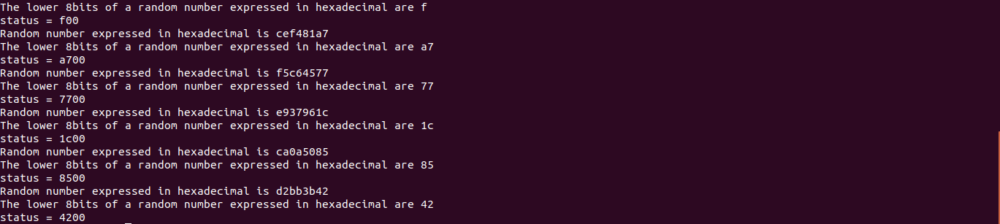 The lower 8bits of a random number expressed in hexadecimal are f
status = f00
Random number expressed in hexadecimal is cef481a7
The lower 8bits of a random number expressed in hexadecimal are a7
status = a700
Random number expressed in hexadecimal is f5c64577
The lower 8bits of a random number expressed in hexadecimal are 77
status = 7700
Random number expressed in hexadecimal is e937961c
The lower 8bits of a random number expressed in hexadecimal are 1c
status = 1c00
Random number expressed in hexadecimal is ca0a5085
The lower 8bits of a random number expressed in hexadecimal are 85
status = 8500
Random number expressed in hexadecimal is d2bb3b42
The lower 8bits of a random number expressed in hexadecimal are 42
status = 4200